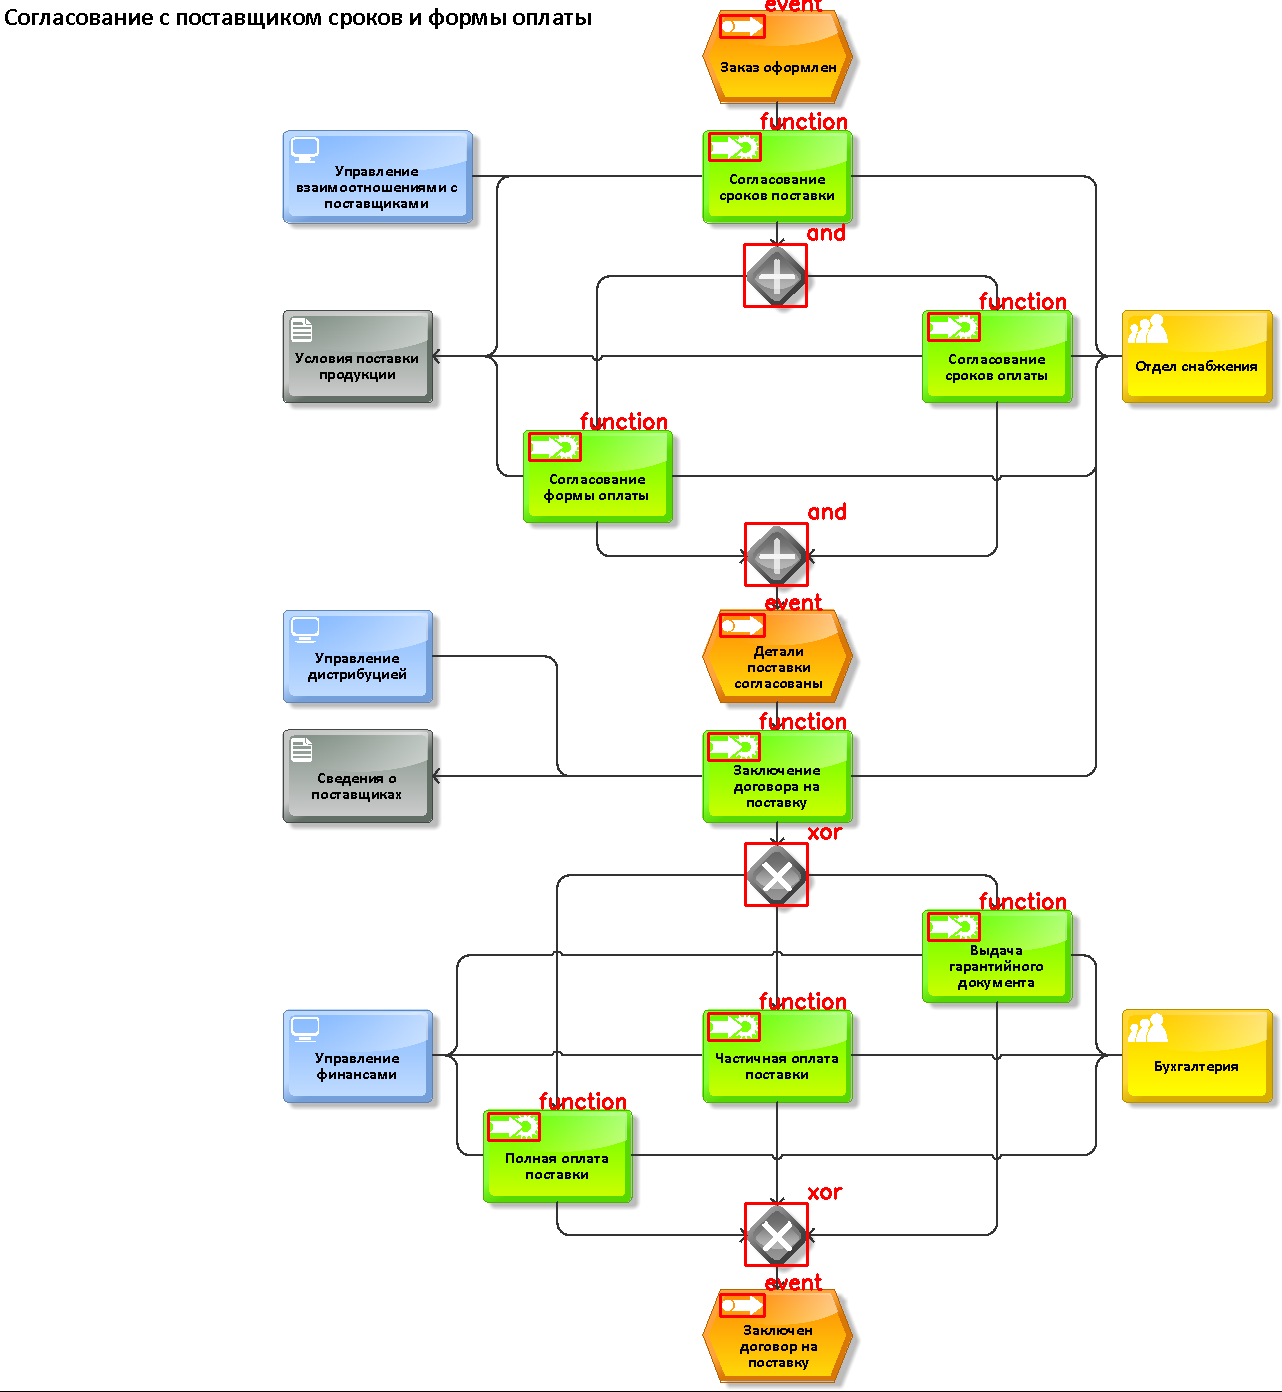 Согласование с поставщиком сроков и формы оплаты
event
Заказ оформлен
function
Управление
взаимоотношениями с
поставщиками
Согласование
сроков поставки
and
function
Условия поставки
продукции
Согласование
сроков оплаты
Отдел снабжения
function
Согласование
формы оплаты
and
event
Управление
дистрибуцией
Детали
поставки
согласованы
function
Сведения о
поставщиках
Заключение
договора на
поставку
xor
function
Выдача
гарантийного
документа
function
Управление
финансами
Частичная оплата
поставки
Бухгалтерия
function
Полная оплата
поставки
xor
event
Заключен
договор на
поставку